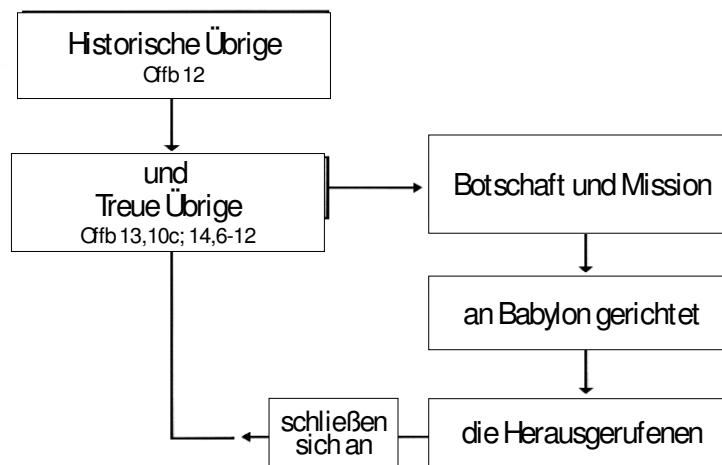 Historische Übrige
Offb 12
und
Treue Übrige
Offb 13,10c; 14,6-12
Botschaft und Mission
an Babylon gerichtet
die Herausgerufenen
schließen
sich an